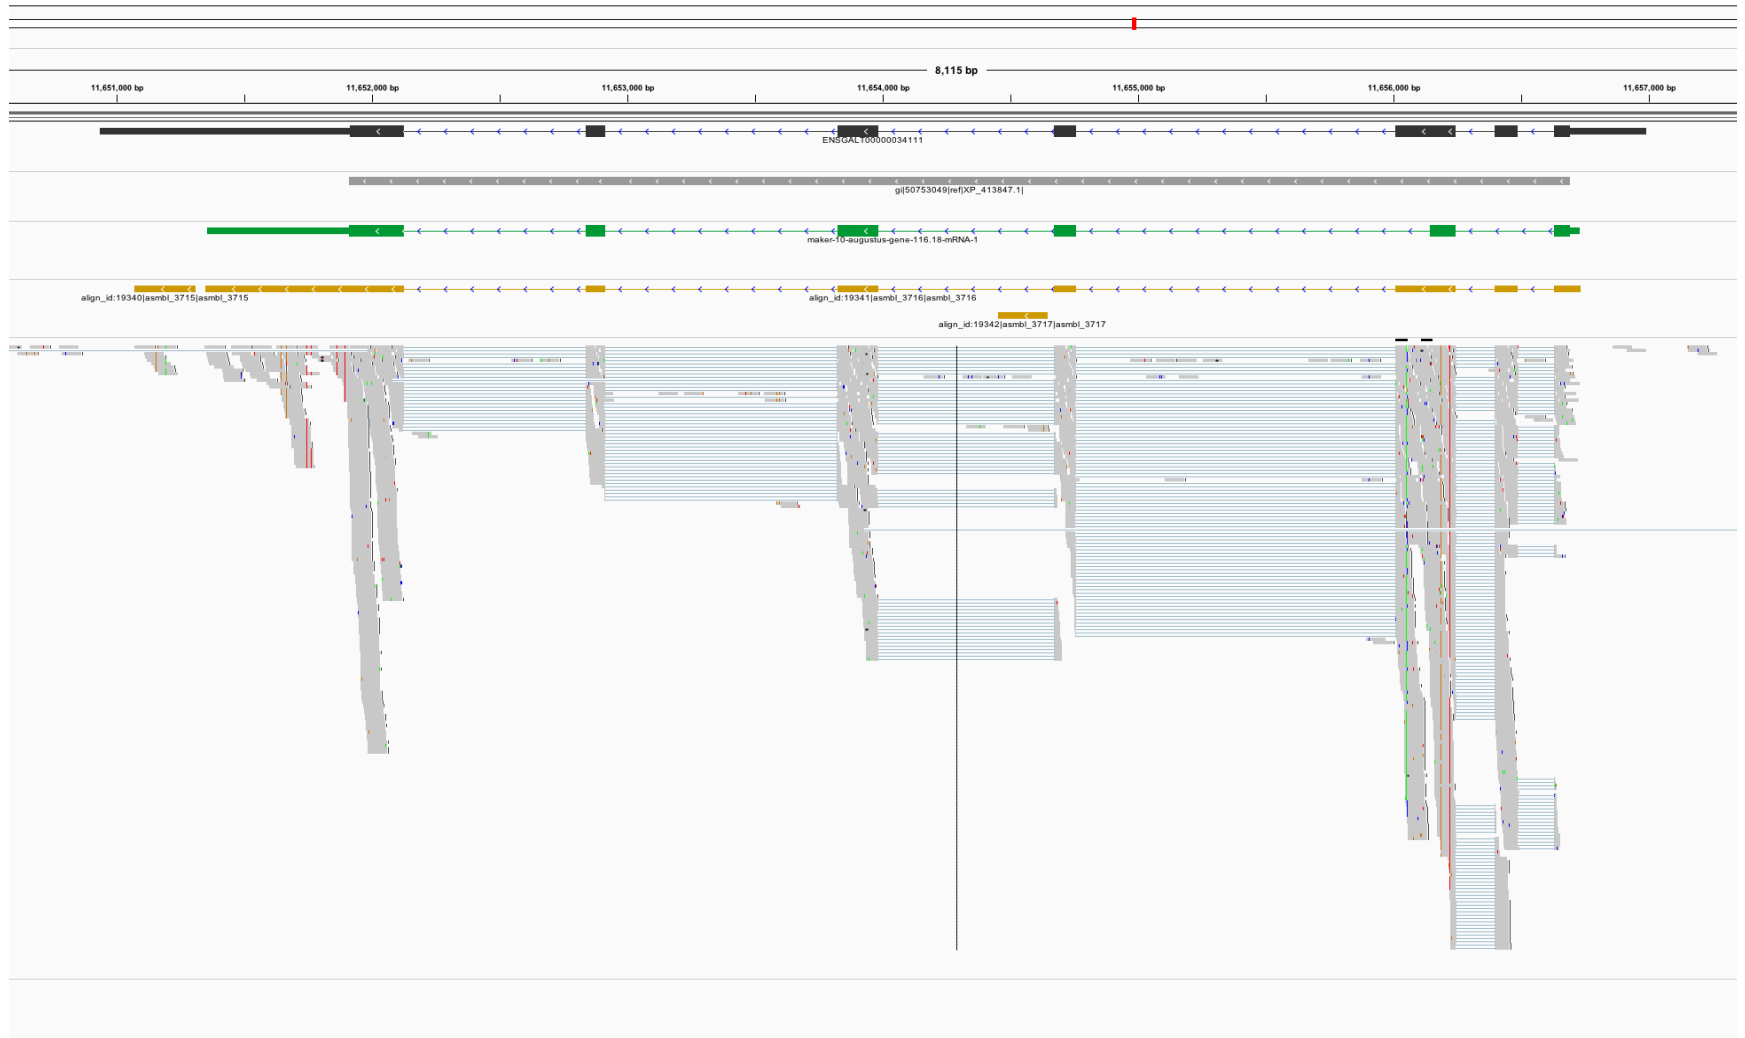 8,115 bp
11,651,000 bp 11,652,000 bp 11,653,000 bp 11,654,000 bp 11,655,000 bp 11,656,000 bp 11,657,000 bp
ENSGALT00000034111
gi|50753049|ref|XP_413847.1|
maker-10-augustus-gene-116.18-mRNA-1
align_id:19340|asmbl_3715|asmbl_3715 align_id:19341|asmbl_3716|asmbl_3716
align_id:19342|asmbl_3717|asmbl_3717